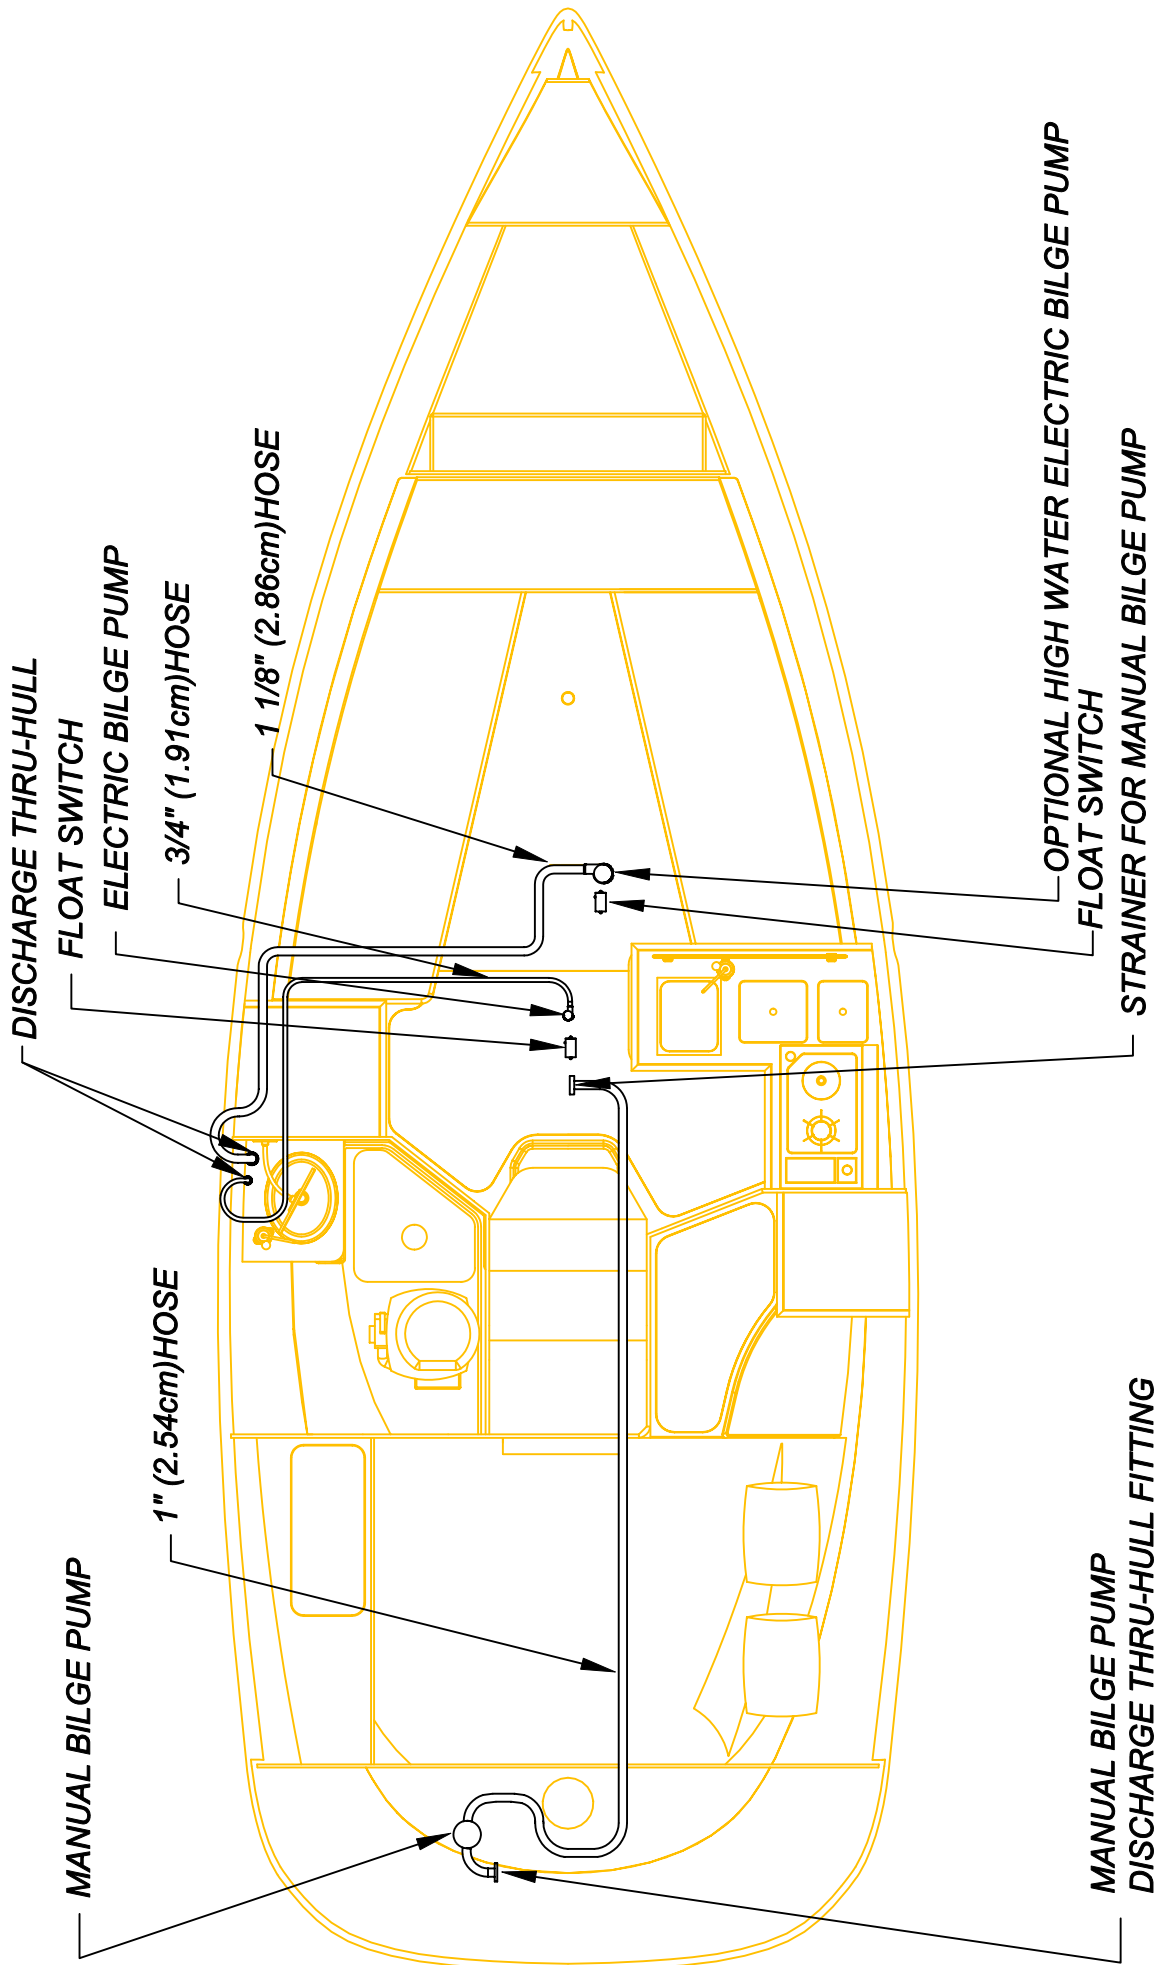 DISCHARGE THRU-HULL
FLOAT SWITCH
ELECTRIC BILGE PUMP
3/4" (1.91cm)HOSE
1 1/8" (2.86cm)HOSE
OPTIONAL HIGH WATER ELECTRIC BILGE PUMP
FLOAT SWITCH
STRAINER FOR MANUAL BILGE PUMP
MANUAL BILGE PUMP
1" (2.54cm)HOSE
MANUAL BILGE PUMP
DISCHARGE THRU-HULL FITTING